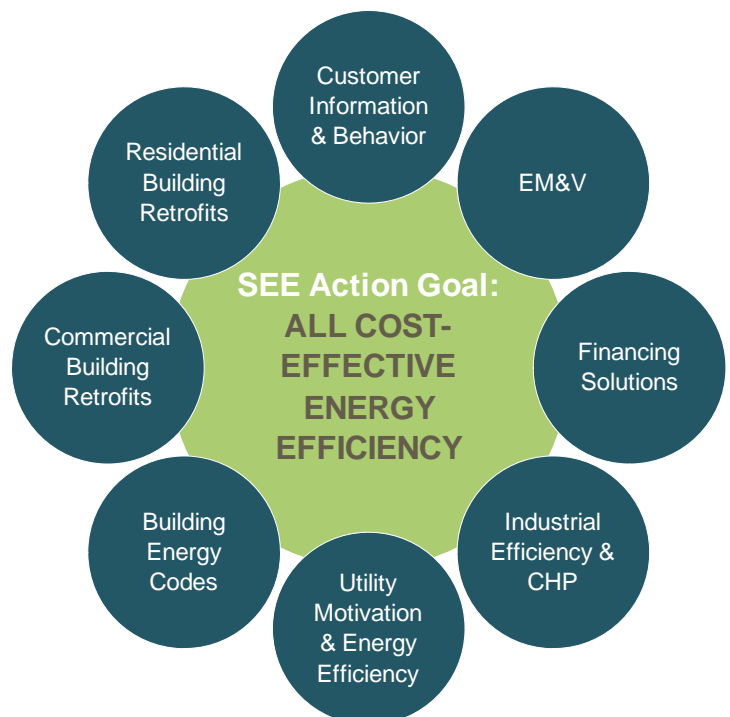 Customer
Information
& Behavior
EM&V
Financing
Solutions
Industrial
Efficiency &
CHP
Utility
Motivation
& Energy
Efficiency
Building
Energy
Codes
Commercial
Building
Retrofits
Residential
Building
Retrofits
SEE Action Goal:
ALL COST-
EFFECTIVE
ENERGY
EFFICIENCY